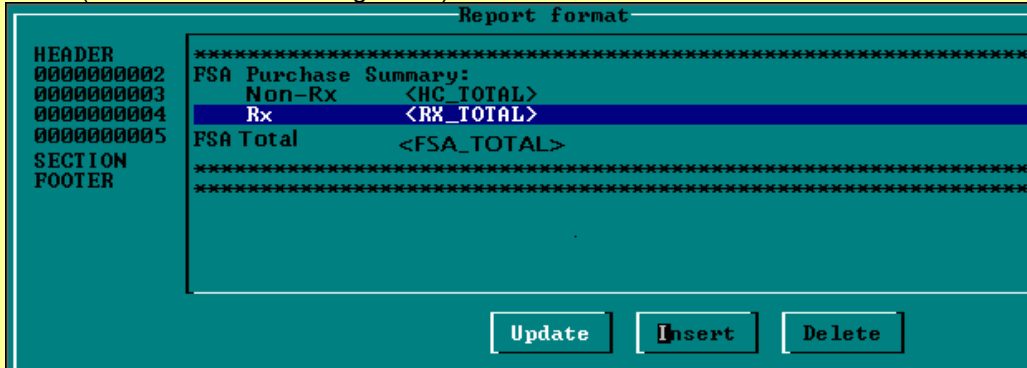 Report format
HEADER ************************************************************
0000000002 FSA Purchase Summary:
0000000003 Non-Rx <HC_TOTAL>
0000000004 Rx <RX_TOTAL>
0000000005 FSA Total <FSA_TOTAL>
SECTION ************************************************************
FOOTER ************************************************************
Update Insert Delete